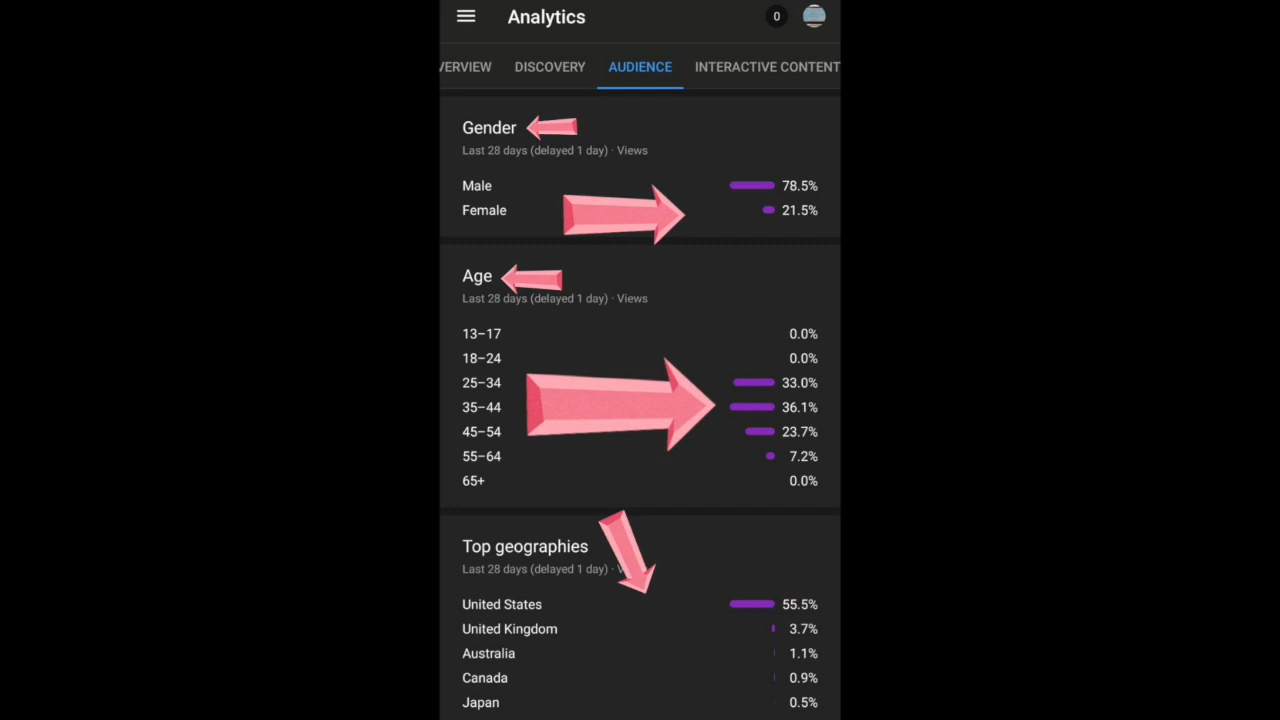 Analytics 0
VERVIEW DISCOVERY AUDIENCE INTERACTIVE CONTENT
Gender
Last 28 days (delayed 1 day) · Views
Male 78.5%
Female 21.5%
Age
Last 28 days (delayed 1 day) · Views
13–17 0.0%
18–24 0.0%
25–34 33.0%
35–44 36.1%
45–54 23.7%
55–64 7.2%
65+ 0.0%
Top geographies
Last 28 days (delayed 1 day) ·
United States 55.5%
United Kingdom 3.7%
Australia 1.1%
Canada 0.9%
Japan 0.5%